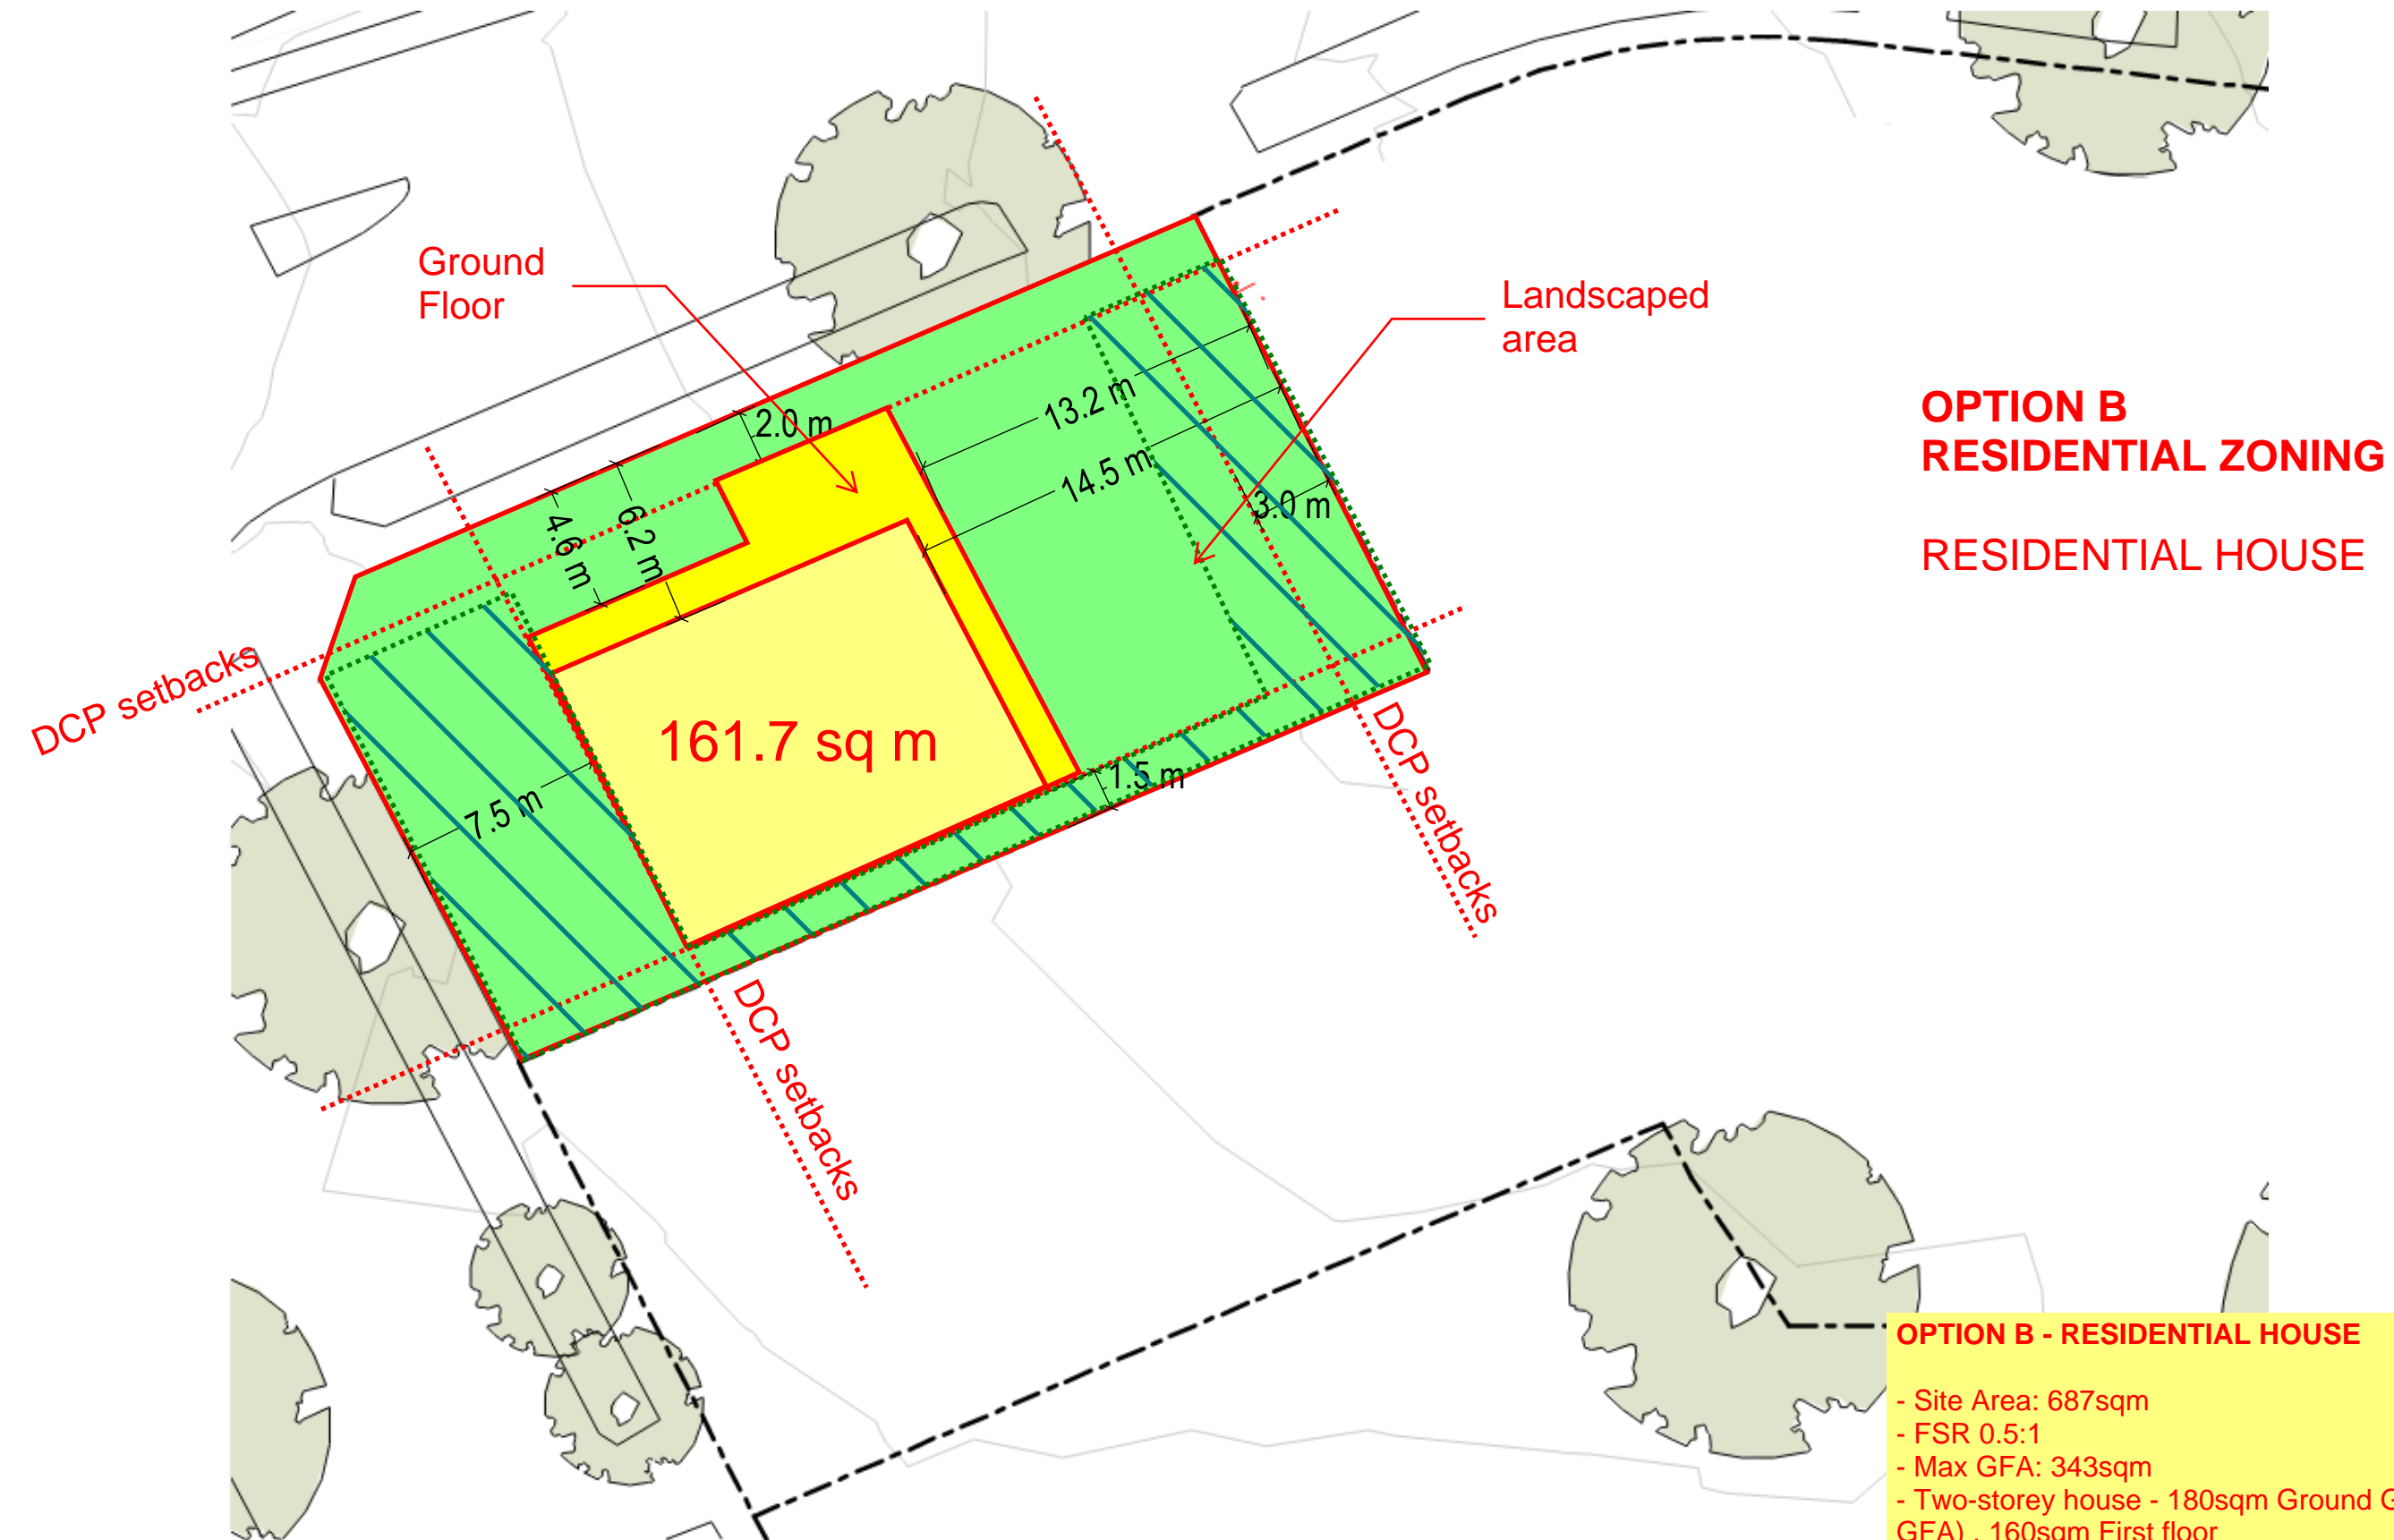 Ground
Floor
Landscaped
area
OPTION B
RESIDENTIAL ZONING
RESIDENTIAL HOUSE
2.0 m
13.2 m
14.5 m
3.0 m
4.6 m
6.2 m
DCP setbacks
161.7 sq m
7.5 m
1.5 m
DCP setbacks
DCP setbacks
OPTION B - RESIDENTIAL HOUSE
- Site Area: 687sqm
- FSR 0.5:1
- Max GFA: 343sqm
- Two-storey house - 180sqm Ground
GFA) , 160sqm First floor